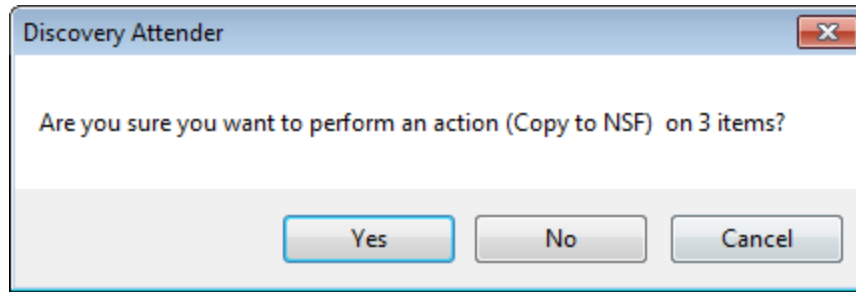 Discovery Attender
Are you sure you want to perform an action (Copy to NSF)  on 3 items?
Yes No Cancel